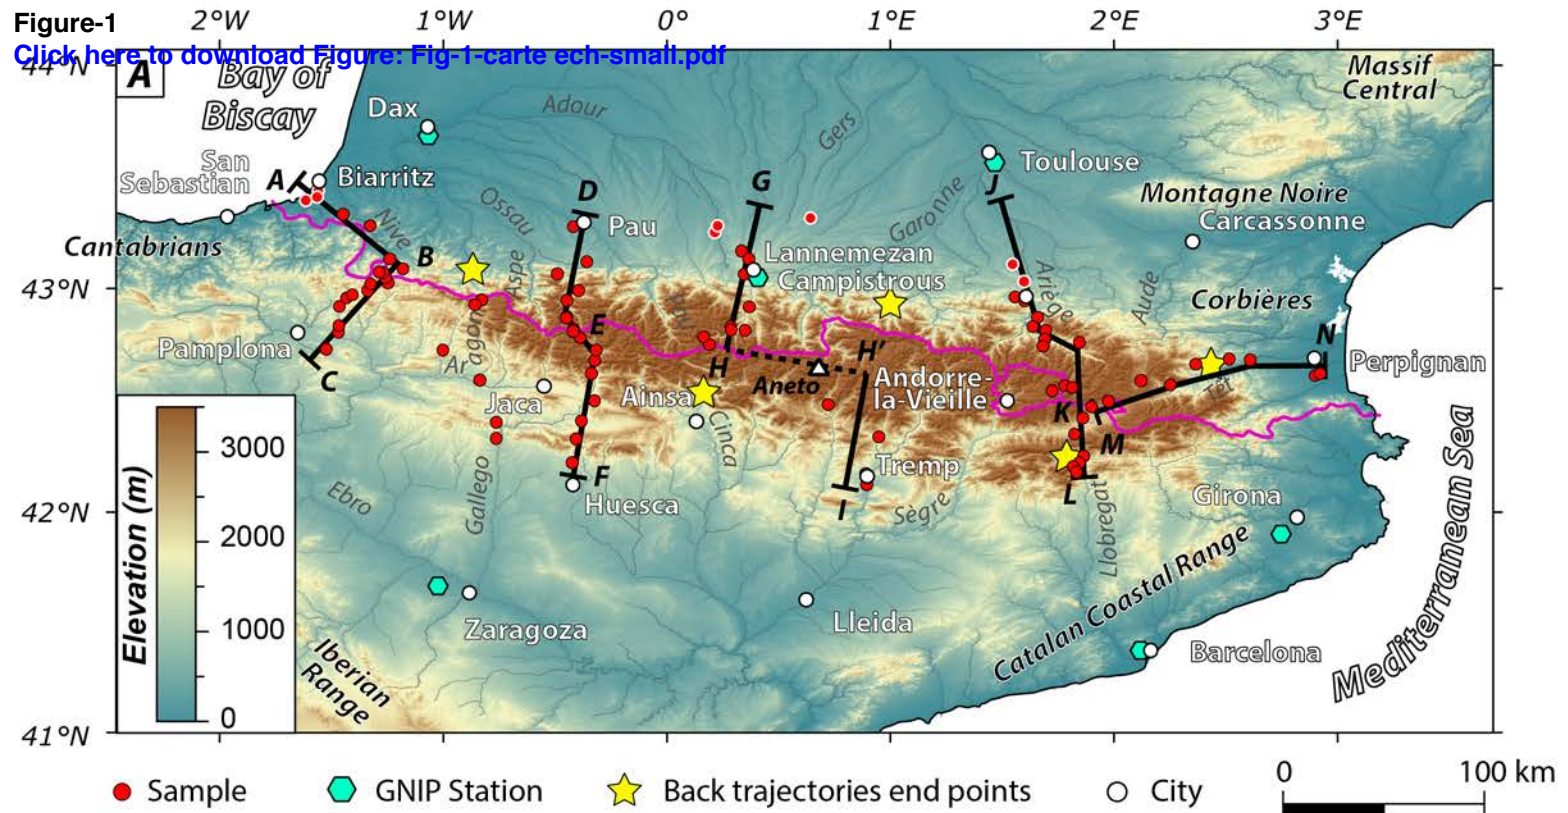 Figure-1
Click here to download Figure: Fig-1-carte ech-small.pdf
2°W 1°W 0° 1°E 2°E 3°E
44°N
43°N
42°N
41°N
A
Bay of
Biscay
Massif
Central
Dax
Adour
Gers
San
Sebastian
A
Biarritz
Toulouse
D
G
J
Montagne Noire
Carcassonne
Ossau
Pau
Garonne
Nive
Cantabrians
B
Aspe
Lannemezan
Campistrous
Ariège
Aude
Corbières
N
Pamplona
C
Aragon
E
H
H'
Aneto
Andorre-
la-Vieille
Perpignan
Têt
Jaca
Ainsa
K
M
Cinca
Tremp
F
Huesca
I
Sègre
L
Llobregat
Girona
Ebro
Gallego
Mediterranean Sea
Catalan Coastal Range
Zaragoza
Lleida
Barcelona
Iberian
Range
Elevation (m)
3000
2000
1000
0
Sample
GNIP Station
Back trajectories end points
City
0 100 km